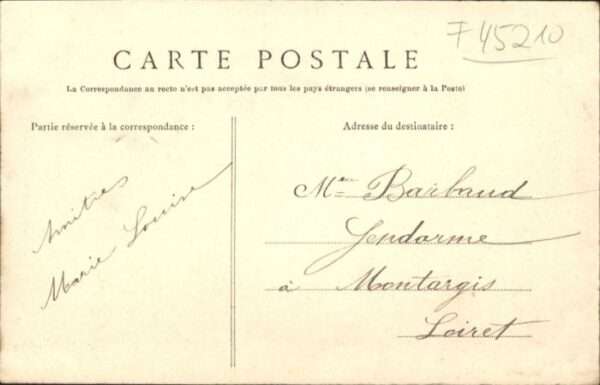 F 45210
CARTE POSTALE
La Correspondance au recto n'est pas acceptée par tous les pays étrangers (se renseigner à la Poste)
Partie réservée à la correspondance :
Amitiés
Marie Louise
Adresse du destinataire :
Barbaud
Gendarme
à Montargis
Loiret